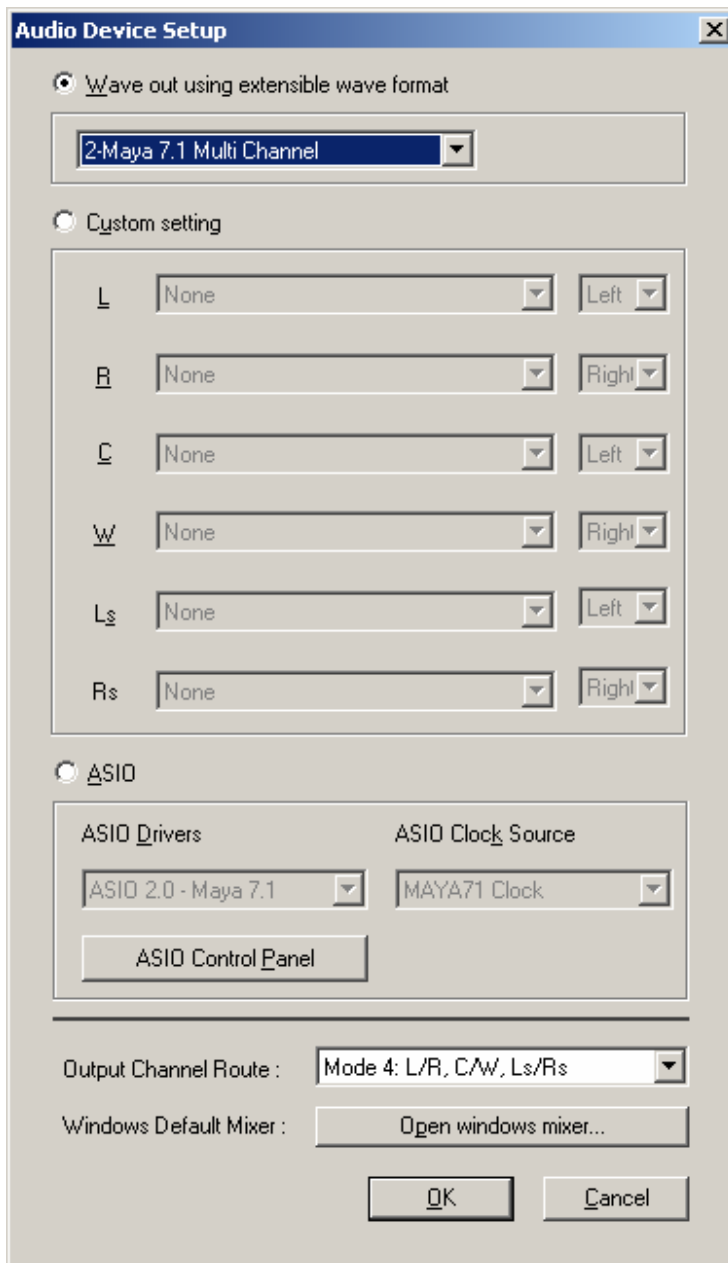 Audio Device Setup
Wave out using extensible wave format
2-Maya 7.1 Multi Channel
Custom setting
L None Left
R None Right
C None Left
W None Right
Ls None Left
Rs None Right
ASIO
ASIO Drivers ASIO Clock Source
ASIO 2.0 - Maya 7.1 MAYA71 Clock
ASIO Control Panel
Output Channel Route : Mode 4: L/R, C/W, Ls/Rs
Windows Default Mixer : Open windows mixer...
OK Cancel